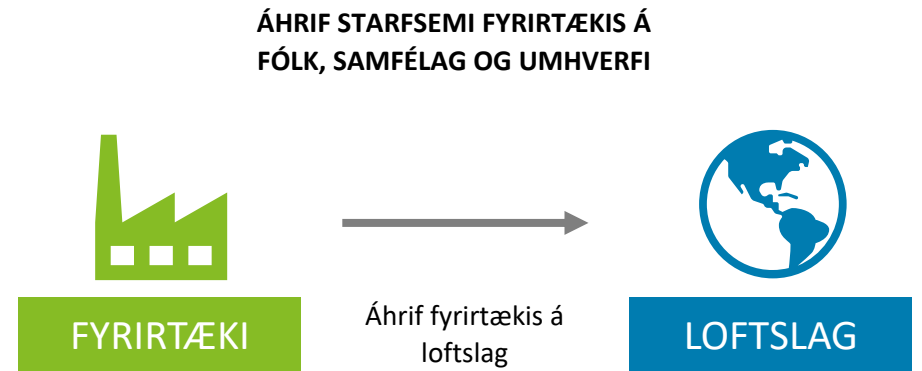 ÁHRIF STARFSEMI FYRIRTÆKIS Á
FÓLK, SAMFÉLAG OG UMHVERFI
FYRIRTÆKI
Áhrif fyrirtækis á
loftslag
LOFTSLAG